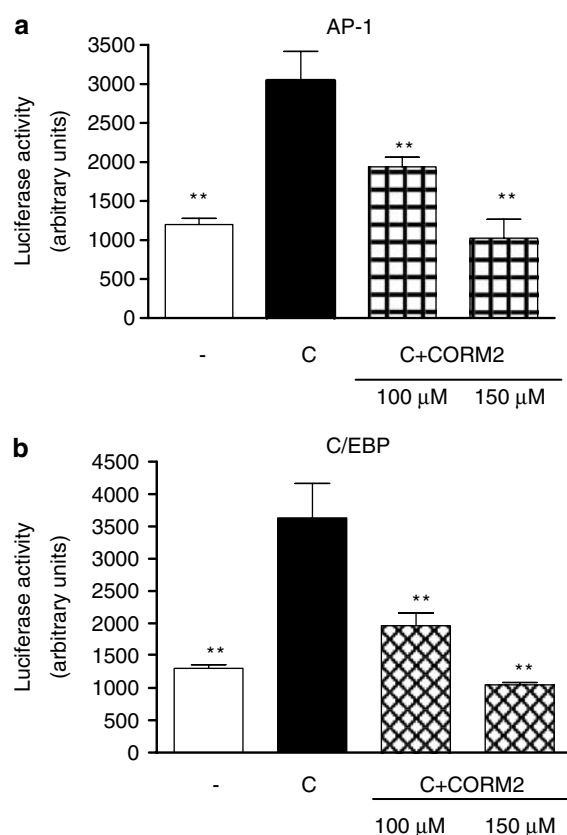 a
AP-1
Luciferase activity
(arbitrary units)
3500
3000
2500
2000
1500
1000
500
0
**
**
**
- C C+CORM2
100 µM 150 µM
b
C/EBP
Luciferase activity
(arbitrary units)
4500
4000
3500
3000
2500
2000
1500
1000
500
0
**
**
**
- C C+CORM2
100 µM 150 µM